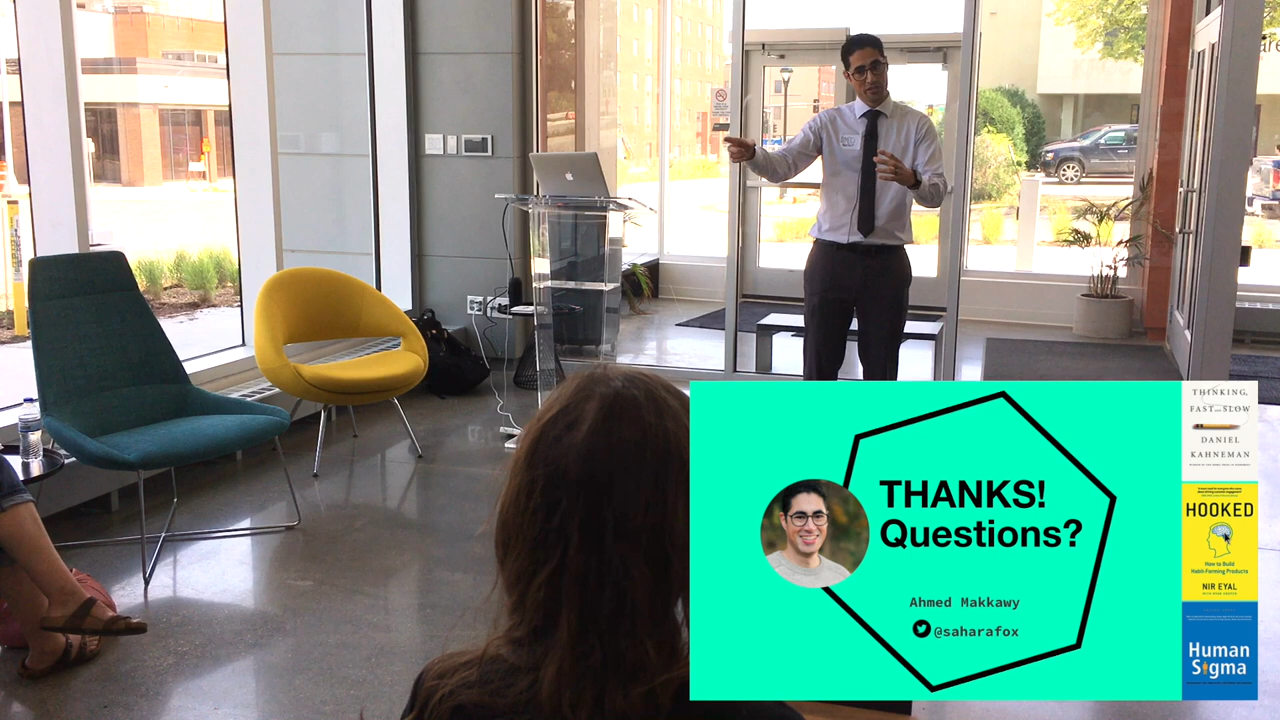 THANKS!
Questions?
Ahmed Makkawy
@saharafox
THINKING,
FAST AND SLOW
DANIEL
KAHNEMAN
HOOKED
How to Build
Habit-Forming Products
NIR EYAL
Human
Sigma